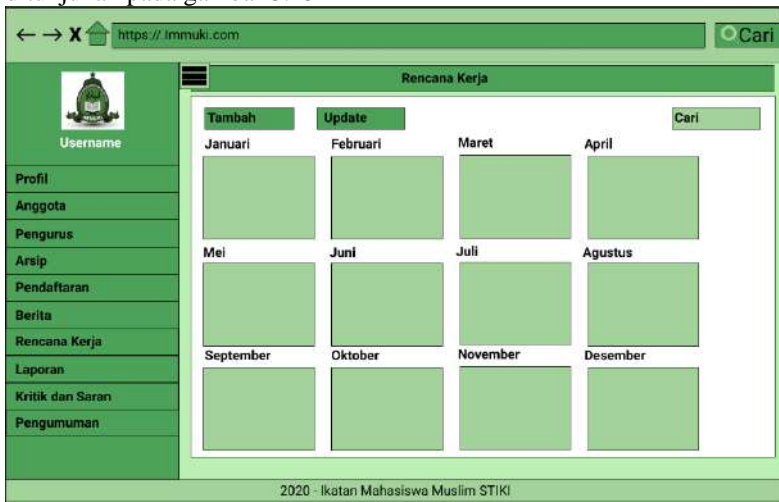 X https://.Immuki.com Cari
Rencana Kerja
Username
Profil
Anggota
Pengurus
Arsip
Pendaftaran
Berita
Rencana Kerja
Laporan
Kritik dan Saran
Pengumuman
Tambah Update Cari
Januari Februari Maret April
Mei Juni Juli Agustus
September Oktober November Desember
2020 - Ikatan Mahasiswa Muslim STIKI